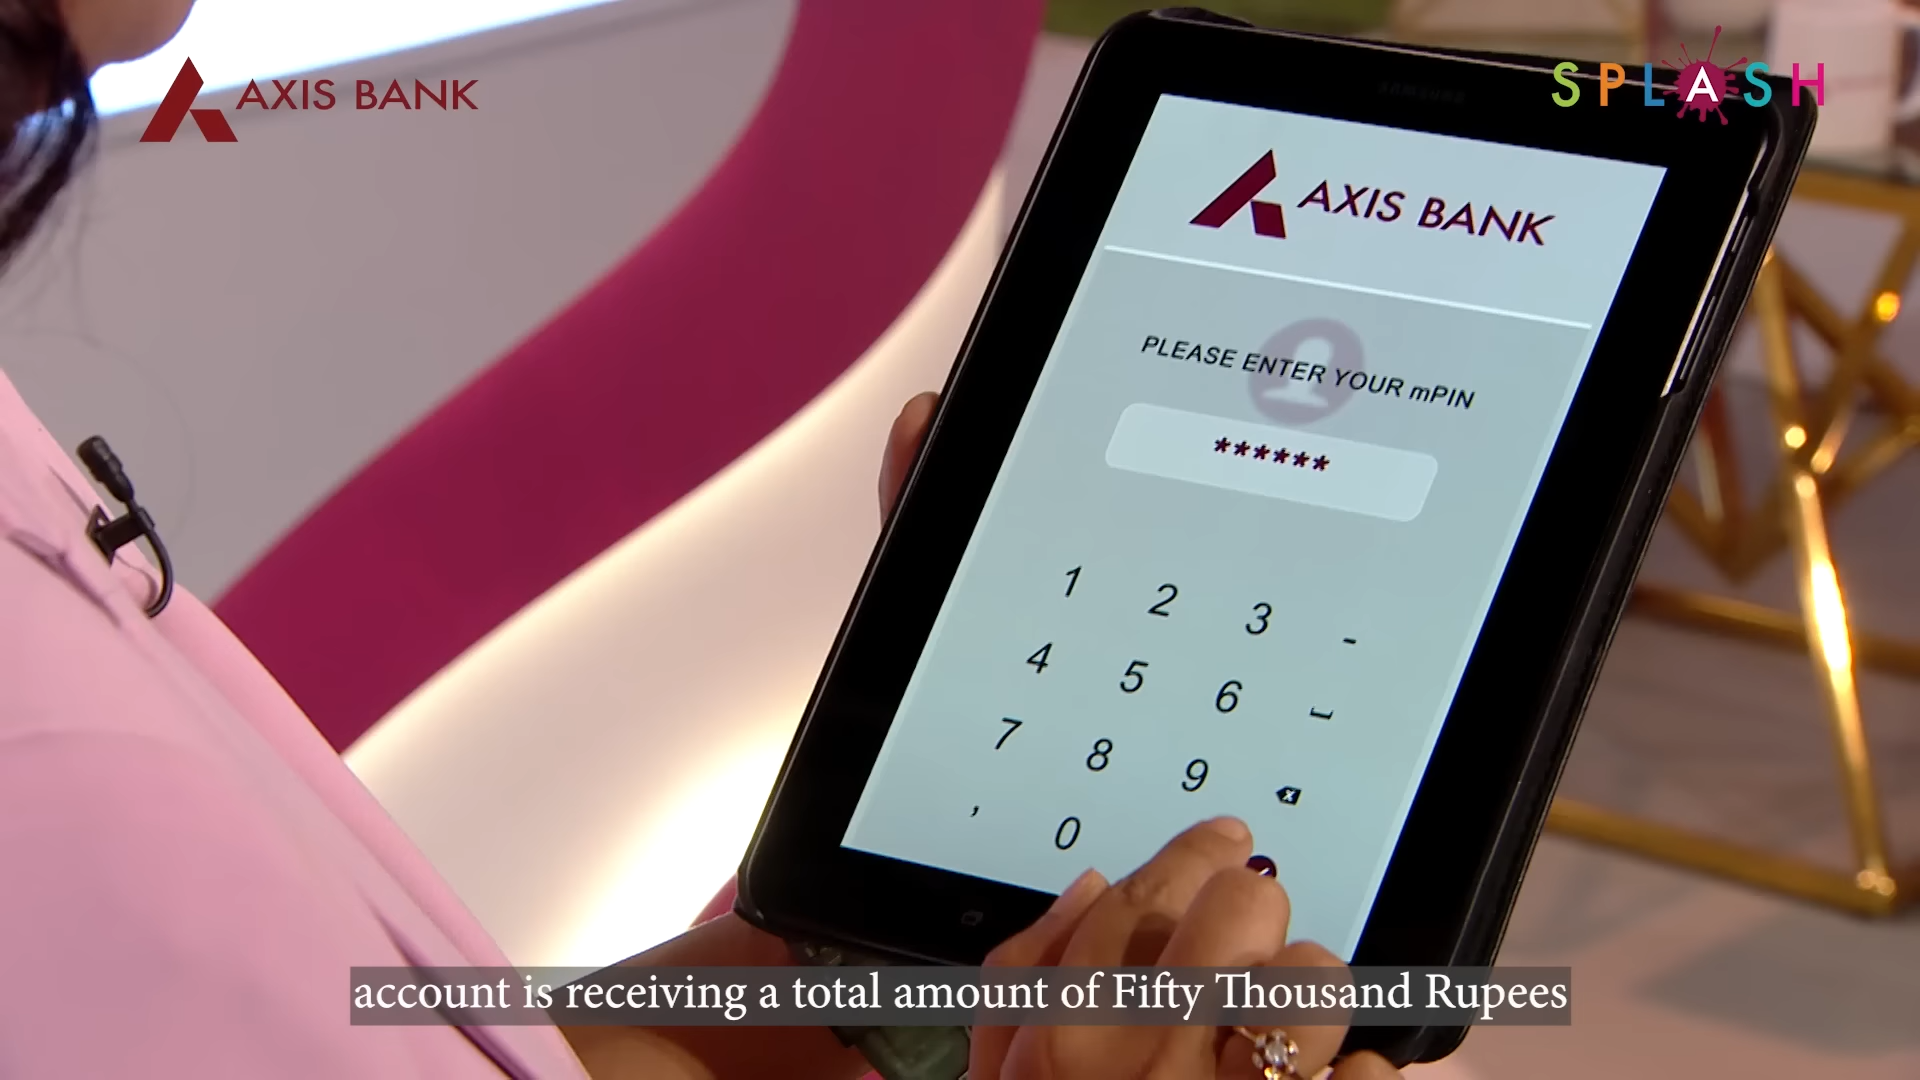 AXIS BANK
SPLASH
SAMSUNG
AXIS BANK
PLEASE ENTER YOUR mPIN
******
1 2 3 -
4 5 6
7 8 9
, 0
account is receiving a total amount of Fifty Thousand Rupees